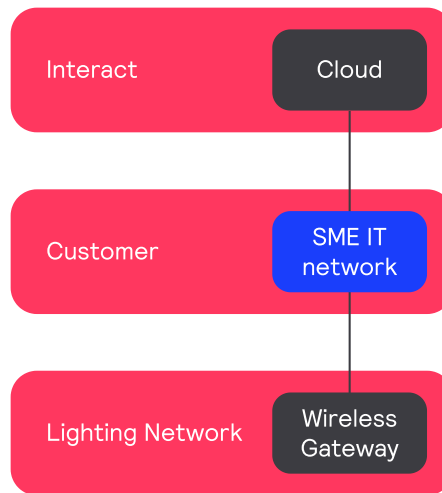 Interact
Cloud
Customer
SME IT
network
Lighting Network
Wireless
Gateway